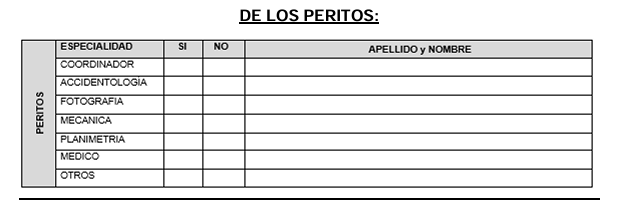 DE LOS PERITOS:
ESPECIALIDAD SI NO APELLIDO y NOMBRE
PERITOS
COORDINADOR
ACCIDENTOLOGIA
FOTOGRAFIA
MECANICA
PLANIMETRIA
MEDICO
OTROS